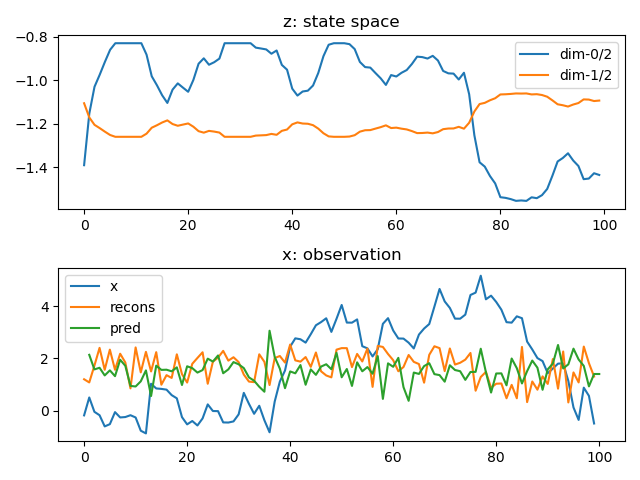 z: state space
−0.8
−1.0
−1.2
−1.4
dim-0/2
dim-1/2
0 20 40 60 80 100
x: observation
4
2
0
x
recons
pred
0 20 40 60 80 100